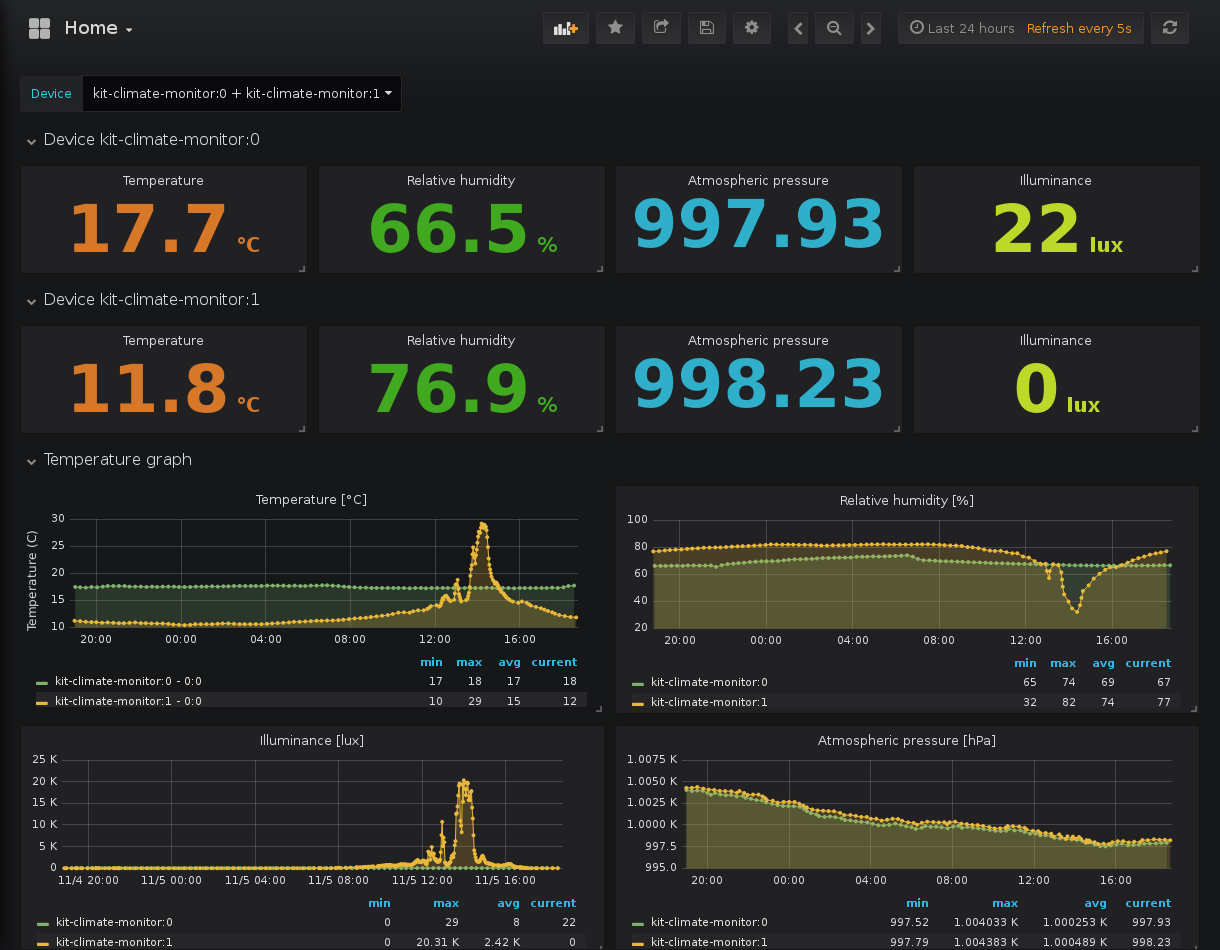 Home
Last 24 hours Refresh every 5s
Device kit-climate-monitor:0 + kit-climate-monitor:1
Device kit-climate-monitor:0
Temperature Relative humidity Atmospheric pressure Illuminance
17.7 °C 66.5 % 997.93 22 lux
Device kit-climate-monitor:1
Temperature Relative humidity Atmospheric pressure Illuminance
11.8 °C 76.9 % 998.23 0 lux
Temperature graph
Temperature [°C]
Temperature (C)
30
25
20
15
10
20:00 00:00 04:00 08:00 12:00 16:00
min max avg current
kit-climate-monitor:0 - 0:0 17 18 17 18
kit-climate-monitor:1 - 0:0 10 29 15 12
Relative humidity [%]
100
80
60
40
20
20:00 00:00 04:00 08:00 12:00 16:00
min max avg current
kit-climate-monitor:0 65 74 69 67
kit-climate-monitor:1 32 82 74 77
Illuminance [lux]
25 K
20 K
15 K
10 K
5 K
0
11/4 20:00 11/5 00:00 11/5 04:00 11/5 08:00 11/5 12:00 11/5 16:00
min max avg current
kit-climate-monitor:0 0 29 8 22
kit-climate-monitor:1 0 20.31 K 2.42 K 0
Atmospheric pressure [hPa]
1.0075 K
1.0050 K
1.0025 K
1.0000 K
997.5
995.0
20:00 00:00 04:00 08:00 12:00 16:00
min max avg current
kit-climate-monitor:0 997.52 1.004033 K 1.000253 K 997.93
kit-climate-monitor:1 997.79 1.004383 K 1.000489 K 998.23